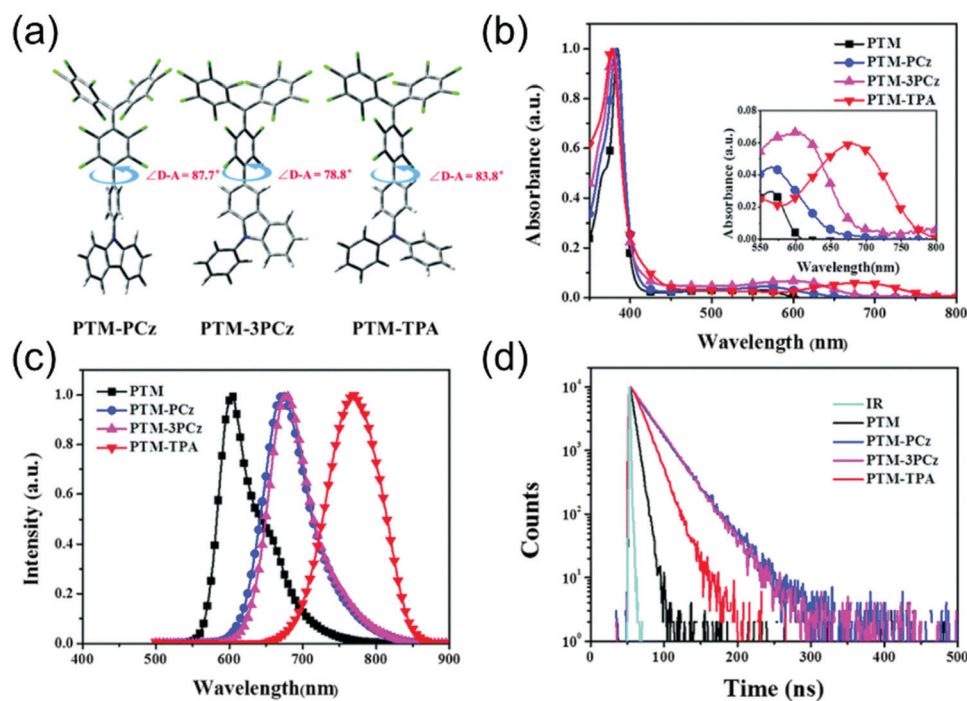 (a)
∠D-A = 87.7°
∠D-A = 78.8°
∠D-A = 83.8°
PTM-PCz
PTM-3PCz
PTM-TPA
(b)
Absorbance (a.u.)
1.0
0.8
0.6
0.4
0.2
0.0
400
500
600
700
800
Wavelength (nm)
PTM
PTM-PCz
PTM-3PCz
PTM-TPA
Absorbance (a.u.)
0.08
0.06
0.04
0.02
0.00
550
600
650
700
750
800
Wavelength(nm)
(c)
Intensity (a.u.)
1.0
0.8
0.6
0.4
0.2
0.0
400
500
600
700
800
900
Wavelength(nm)
PTM
PTM-PCz
PTM-3PCz
PTM-TPA
(d)
Counts
10⁴
10³
10²
10¹
10⁰
0
100
200
300
400
500
Time (ns)
IR
PTM
PTM-PCz
PTM-3PCz
PTM-TPA